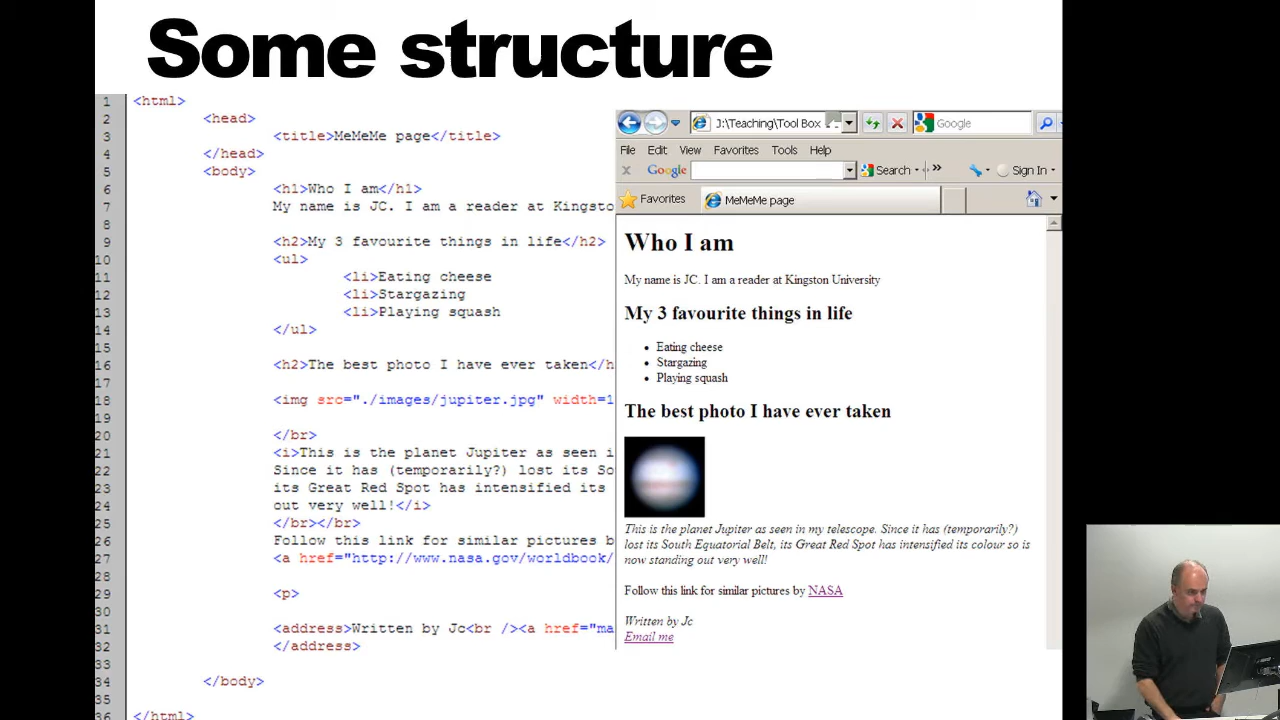 Some structure
1 <html>
2 <head>
3 <title>MeMeMe page</title>
4 </head>
5 <body>
6 <h1>Who I am</h1>
7 My name is JC. I am a reader at Kingsto
8
9 <h2>My 3 favourite things in life</h2>
10 <ul>
11 <li>Eating cheese
12 <li>Stargazing
13 <li>Playing squash
14 </ul>
15
16 <h2>The best photo I have ever taken</h
17
18 <img src="./images/jupiter.jpg" width=1
19
20 </br>
21 <i>This is the planet Jupiter as seen i
22 Since it has (temporarily?) lost its So
23 its Great Red Spot has intensified its
24 out very well!</i>
25 </br></br>
26 Follow this link for similar pictures b
27 <a href="http://www.nasa.gov/worldbook/
28
29 <p>
30
31 <address>Written by Jc<br /><a href="ma
32 </address>
33
34 </body>
35
36 </html>
J:\Teaching\Tool Box
Google
File Edit View Favorites Tools Help
x Google Search » Sign In
Favorites MeMeMe page
Who I am
My name is JC. I am a reader at Kingston University
My 3 favourite things in life
• Eating cheese
• Stargazing
• Playing squash
The best photo I have ever taken
This is the planet Jupiter as seen in my telescope. Since it has (temporarily?)
lost its South Equatorial Belt, its Great Red Spot has intensified its colour so is
now standing out very well!
Follow this link for similar pictures by NASA
Written by Jc
Email me